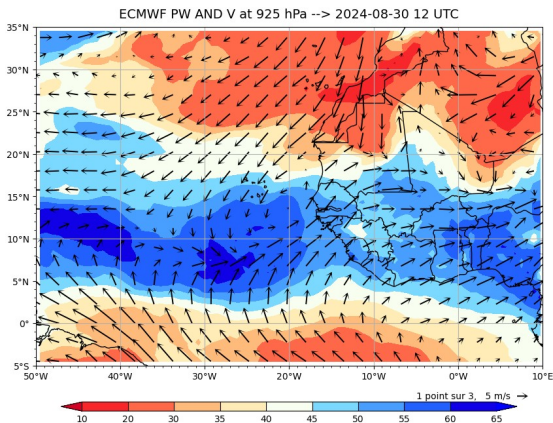 ECMWF PW AND V at 925 hPa --> 2024-08-30 12 UTC
35°N
30°N
25°N
20°N
15°N
10°N
5°N
0°
5°S
50°W 40°W 30°W 20°W 10°W 0°W 10°E
1 point sur 3, 5 m/s
10 20 30 35 40 45 50 55 60 65